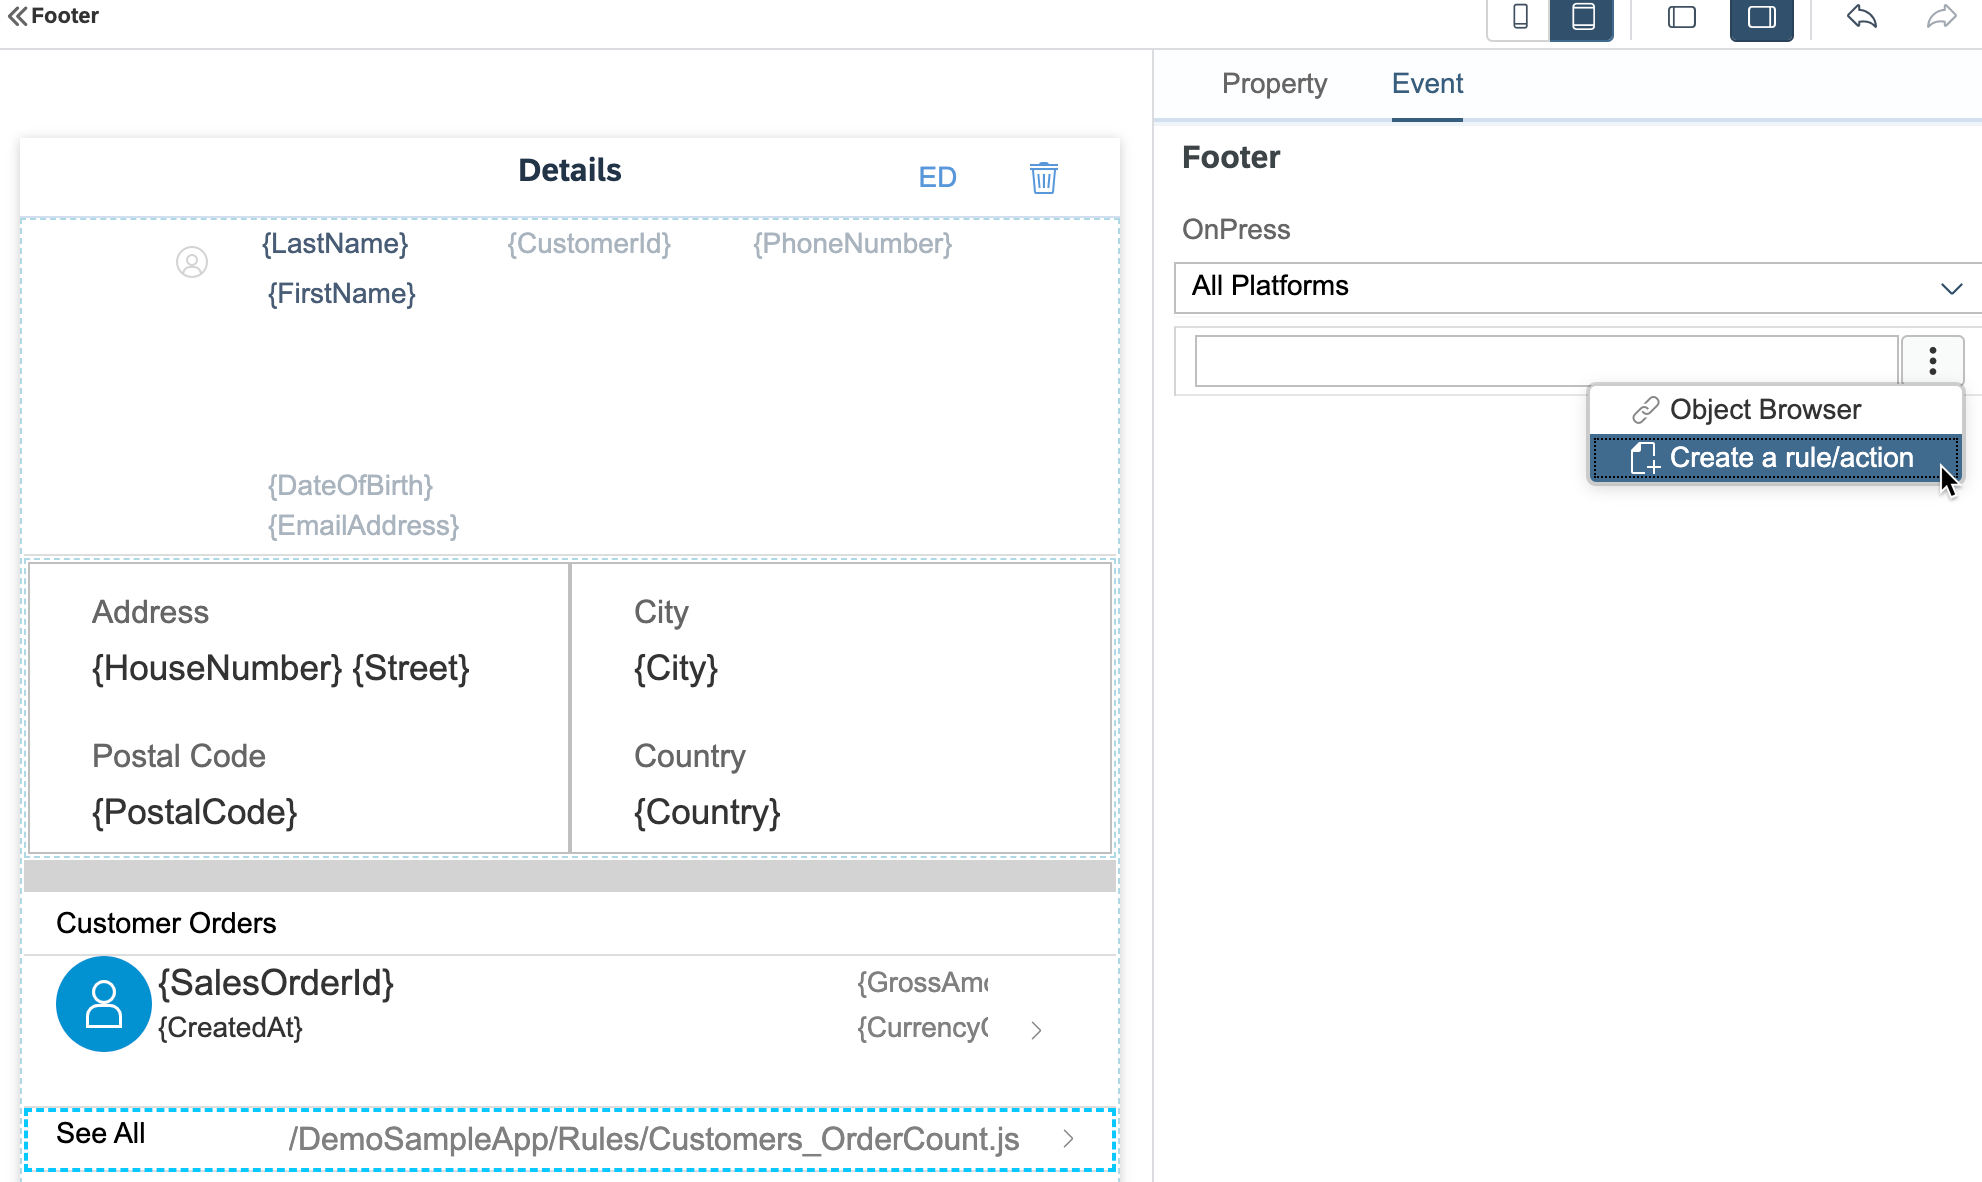 Footer
Property
Event
Details
ED
Footer
OnPress
All Platforms
Object Browser
Create a rule/action
{LastName}
{CustomerId}
{PhoneNumber}
{FirstName}
{DateOfBirth}
{EmailAddress}
Address
{HouseNumber} {Street}
City
{City}
Postal Code
{PostalCode}
Country
{Country}
Customer Orders
{SalesOrderId}
{CreatedAt}
{GrossAm
{Currency
See All
/DemoSampleApp/Rules/Customers_OrderCount.js